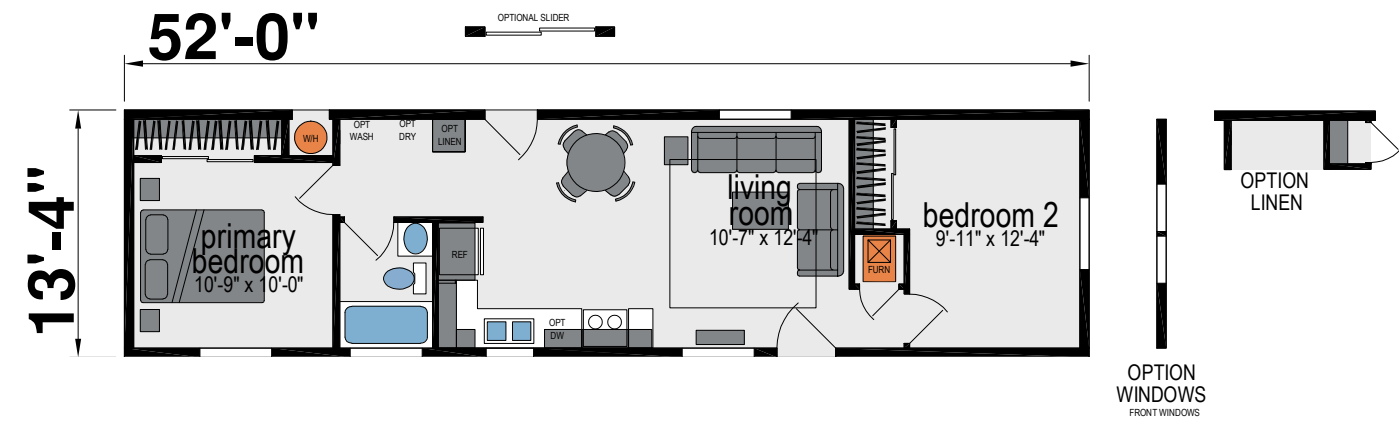 52'-0"
OPTIONAL SLIDER
13'-4"
W/H
OPT
WASH
OPT
DRY
OPT
LINEN
primary
bedroom
10'-9" x 10'-0"
REF
OPT
DW
living
room
10'-7" x 12'-4"
FURN
bedroom 2
9'-11" x 12'-4"
OPTION
WINDOWS
FRONT WINDOWS
OPTION
LINEN